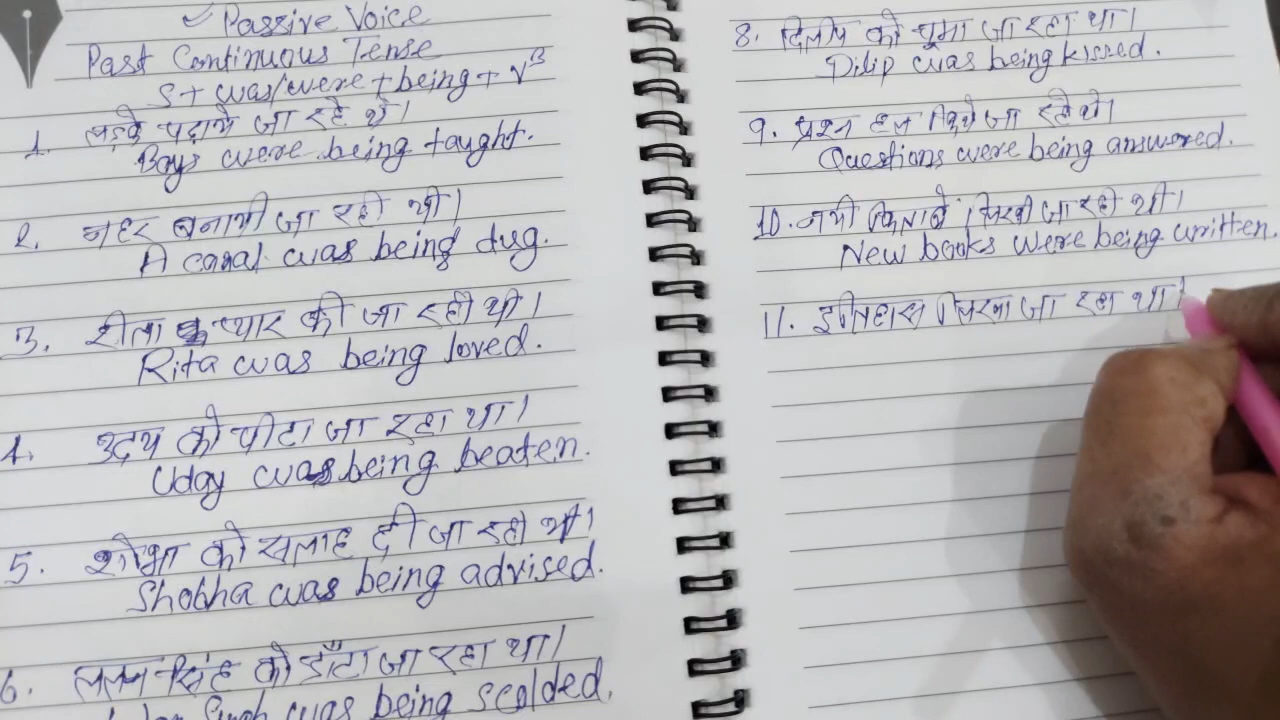 ✓ Passive Voice
Past Continuous Tense
S + was/were + being + V³
1. लड़के पढ़ाये जा रहे थे।
Boys were being taught.
2. नहर बनायी जा रही थी।
A canal was being dug.
3. रीता प्यार की जा रही थी।
Rita was being loved.
4. उदय को पीटा जा रहा था।
Uday was being beaten.
5. शोभा को सलाह दी जा रही थी।
Shobha was being advised.
6. ललन सिंह को डाँटा जा रहा था।
Singh was being scolded.
8. दिलीप को चूमा जा रहा था।
Dilip was being kissed.
9. प्रश्न हल किये जा रहे थे।
Questions were being answered.
10. नयी किताबें लिखी जा रही थी।
New books were being written.
11. इतिहास लिखा जा रहा था।